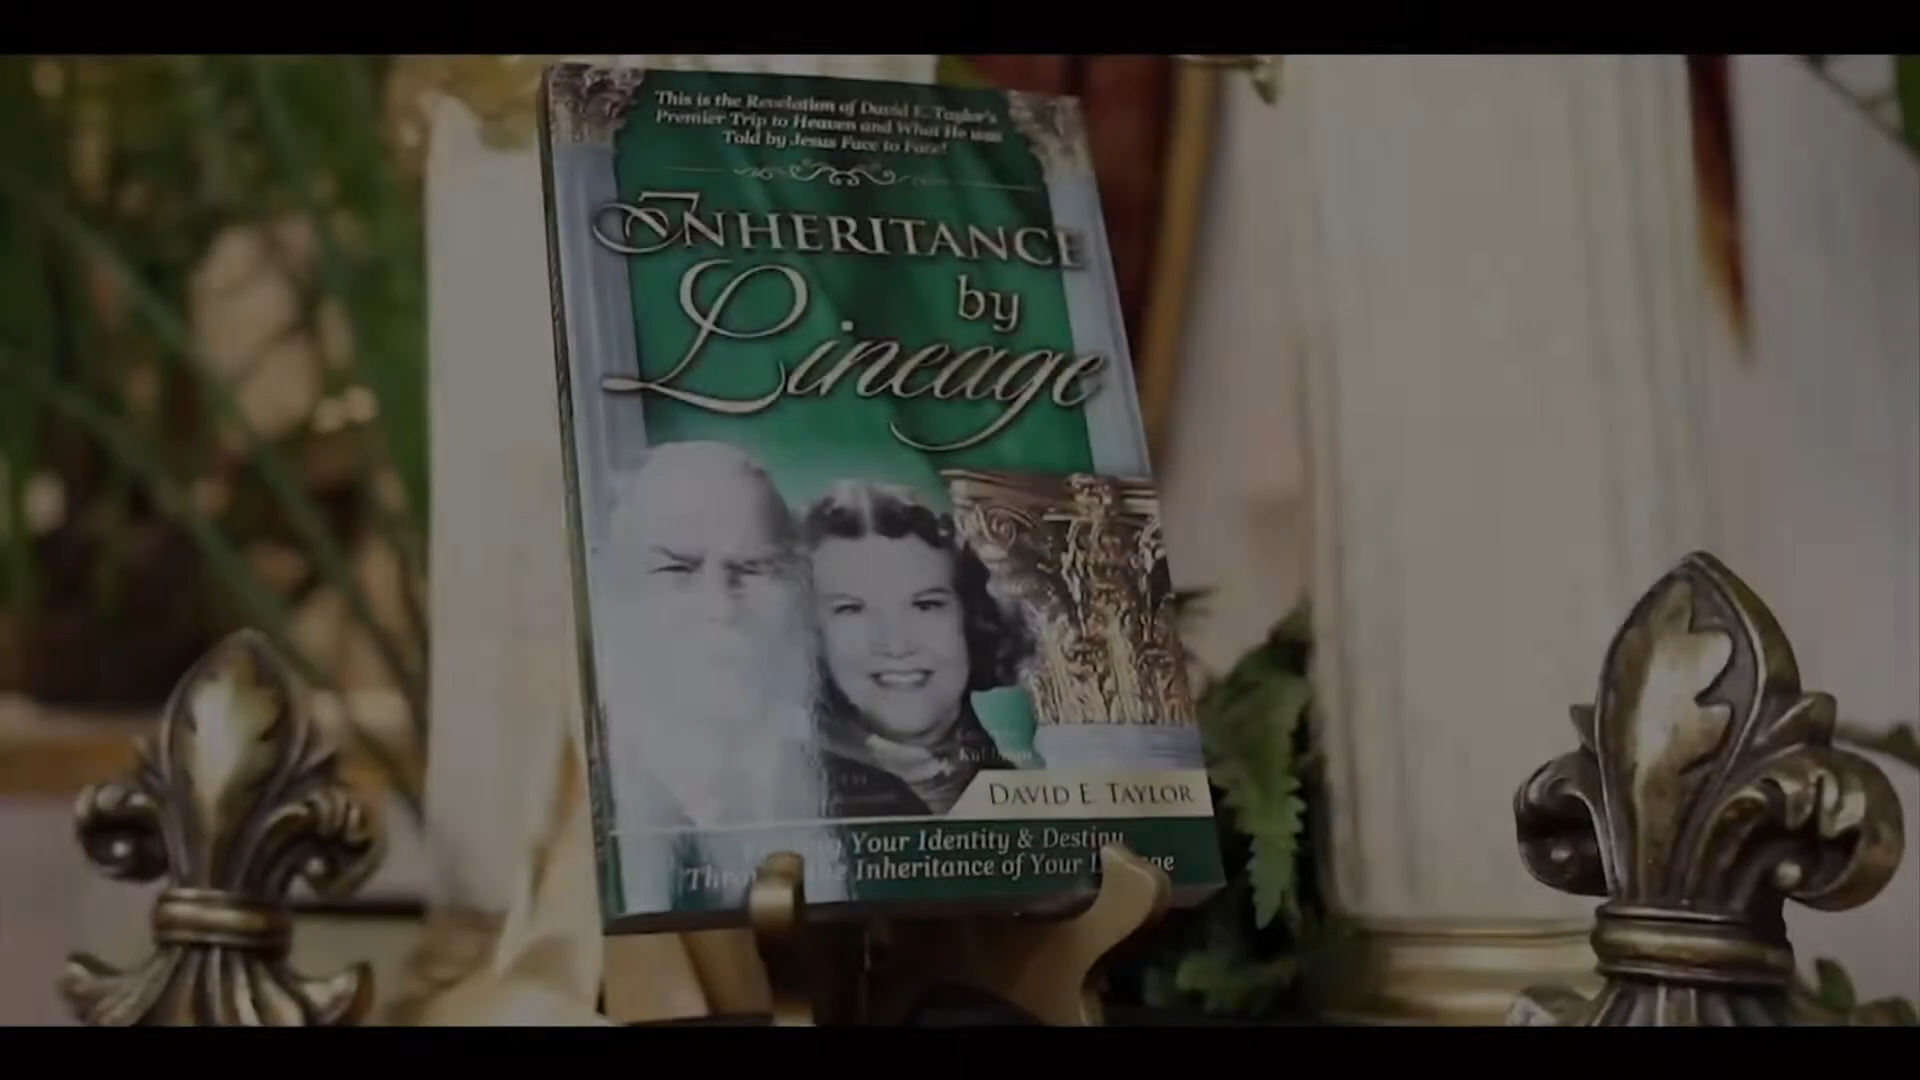 This is the Revelation of David E. Taylor's
Premier Trip to Heaven and What He was
Told by Jesus Face to Face!
INHERITANCE
by
Lineage
DAVID E. TAYLOR
Your Identity & Destiny
the Inheritance of Your